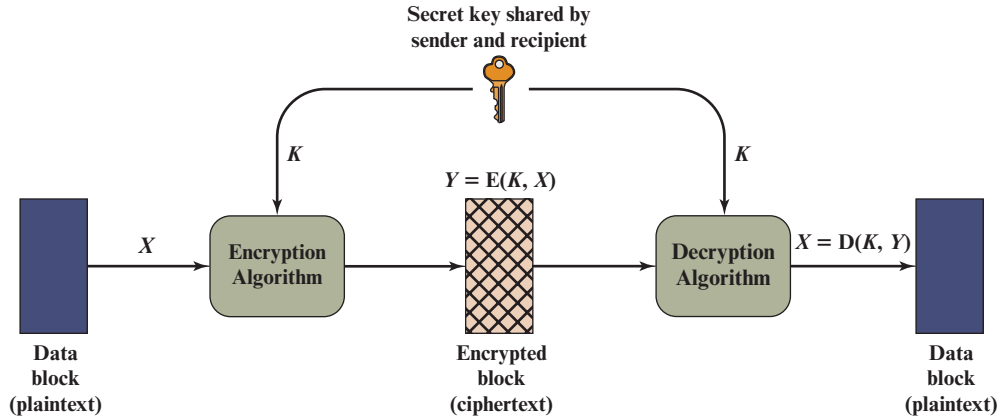 Secret key shared by
sender and recipient
K
K
Y = E(K, X)
X
Encryption
Algorithm
Decryption
Algorithm
X = D(K, Y)
Data
block
(plaintext)
Encrypted
block
(ciphertext)
Data
block
(plaintext)